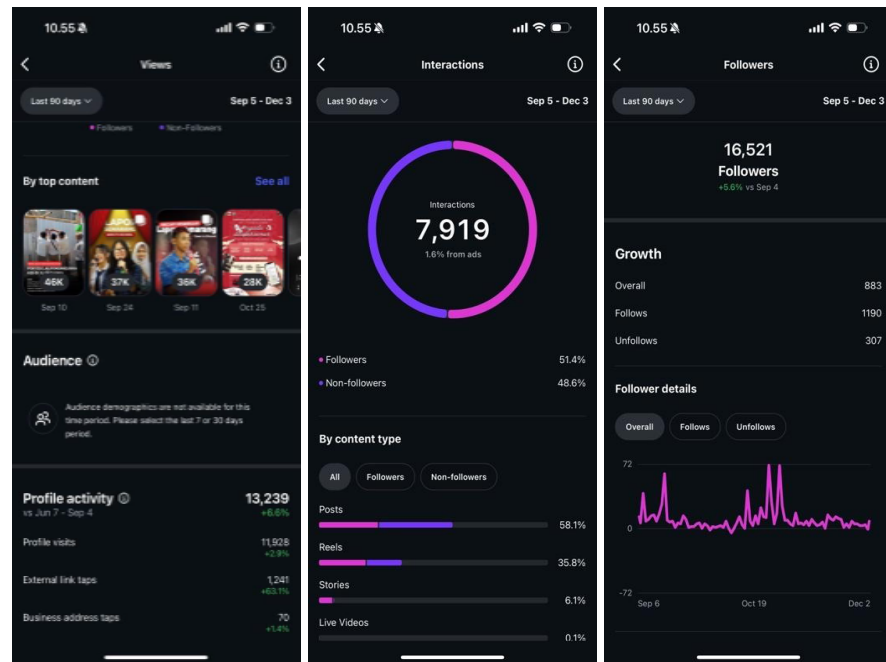 10.55
Views
Last 90 days
Sep 5 - Dec 3
Followers
Non-Followers
By top content
See all
46K
37K
36K
28K
Sep 10
Sep 24
Sep 11
Oct 25
Audience
Audience demographics are not available for this
time period. Please select the last 7 or 30 days
period.
Profile activity
13,239
vs Jun 7 - Sep 4
+6.6%
Profile visits
11,928
+2.9%
External link taps
1,241
+63.1%
Business address taps
70
+1.4%
10.55
Interactions
Last 90 days
Sep 5 - Dec 3
Interactions
7,919
1.6% from ads
Followers
51.4%
Non-followers
48.6%
By content type
All
Followers
Non-followers
Posts
58.1%
Reels
35.8%
Stories
6.1%
Live Videos
0.1%
10.55
Followers
Last 90 days
Sep 5 - Dec 3
16,521
Followers
+5.6% vs Sep 4
Growth
Overall
883
Follows
1190
Unfollows
307
Follower details
Overall
Follows
Unfollows
72
0
-72
Sep 6
Oct 19
Dec 2